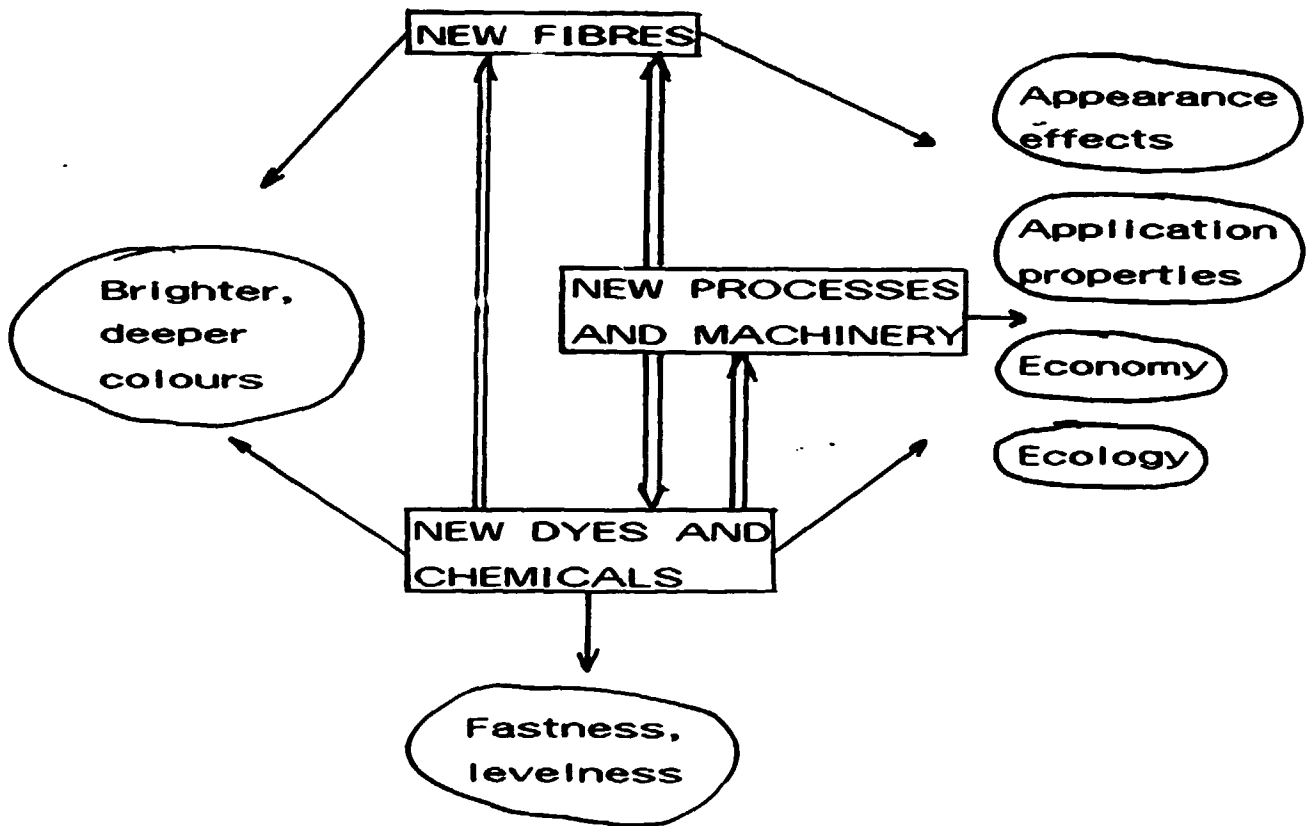 NEW FIBRES
Appearance
effects
Application
properties
NEW PROCESSES
AND MACHINERY
Brighter,
deeper
colours
Economy
Ecology
NEW DYES AND
CHEMICALS
Fastness,
levelness